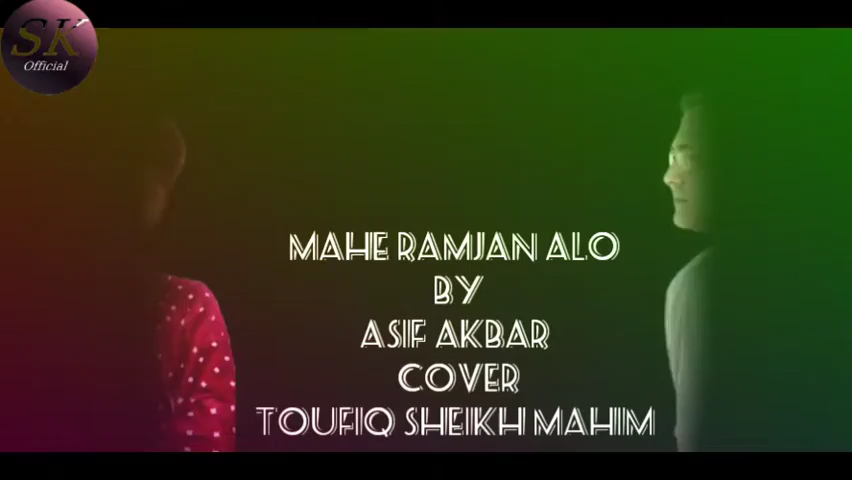 SK
Official
MAHE RAMJAN ALO
BY
ASIF AKBAR
COVER
TOUFIQ SHEIKH MAHIM